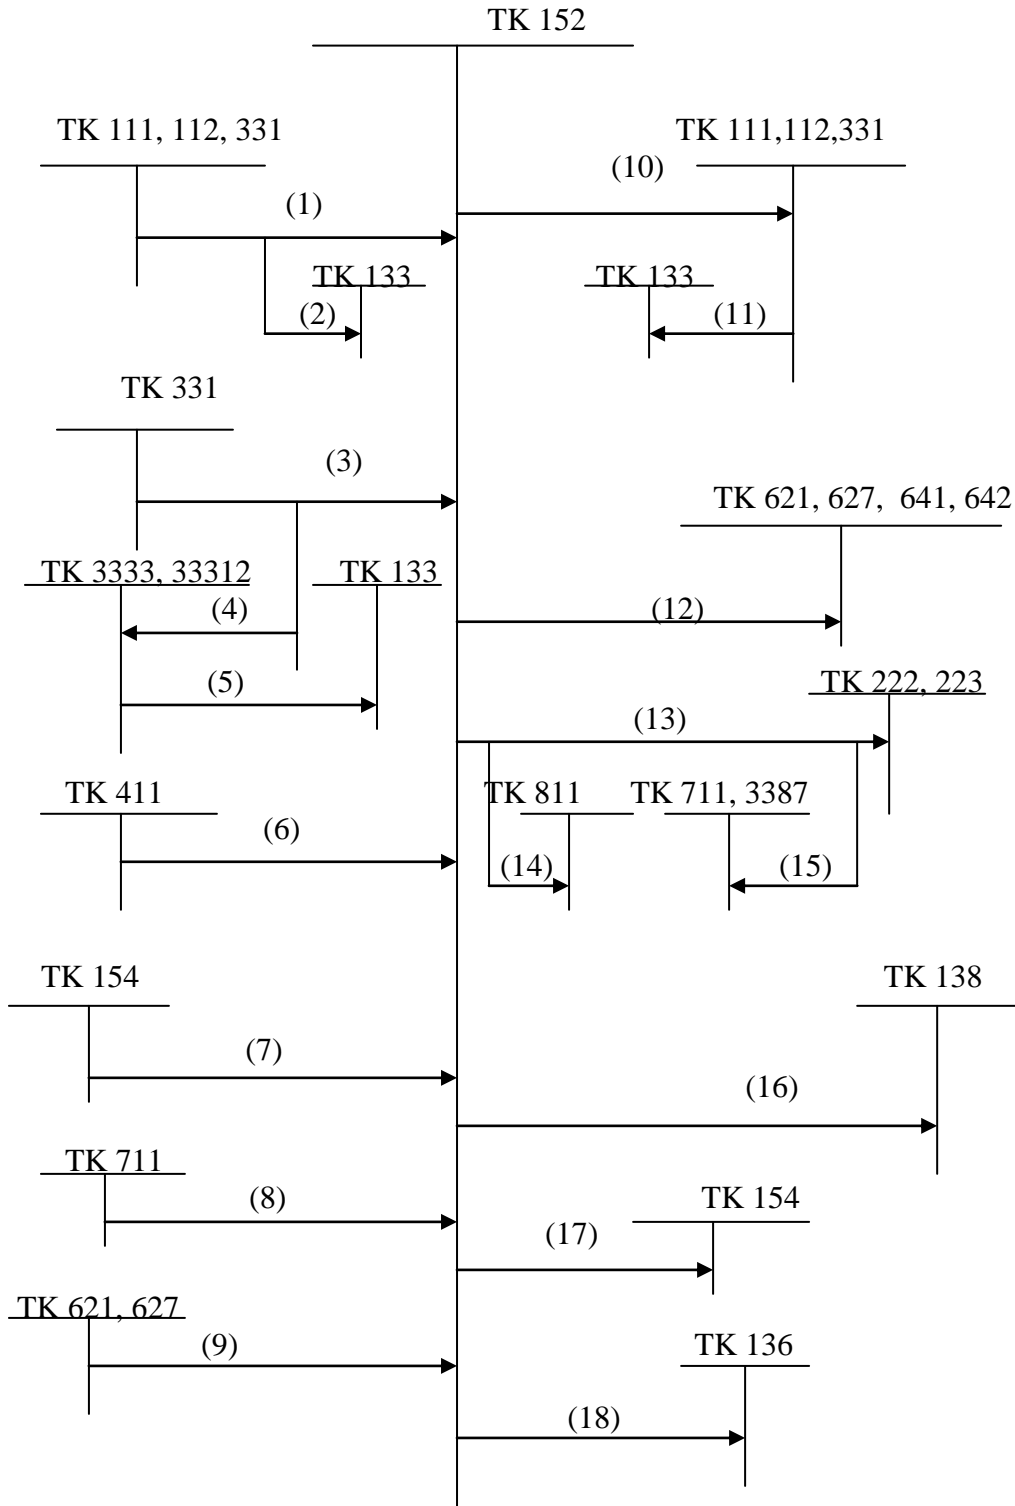 TK 152
TK 111, 112, 331
TK 111,112,331
(10)
(1)
TK 133
TK 133
(2)
(11)
TK 331
(3)
TK 621, 627, 641, 642
TK 3333, 33312
TK 133
(4)
(12)
(5)
TK 222, 223
(13)
TK 411
TK 811
TK 711, 3387
(6)
(14)
(15)
TK 154
TK 138
(7)
(16)
TK 711
(8)
TK 154
(17)
TK 621, 627
(9)
TK 136
(18)